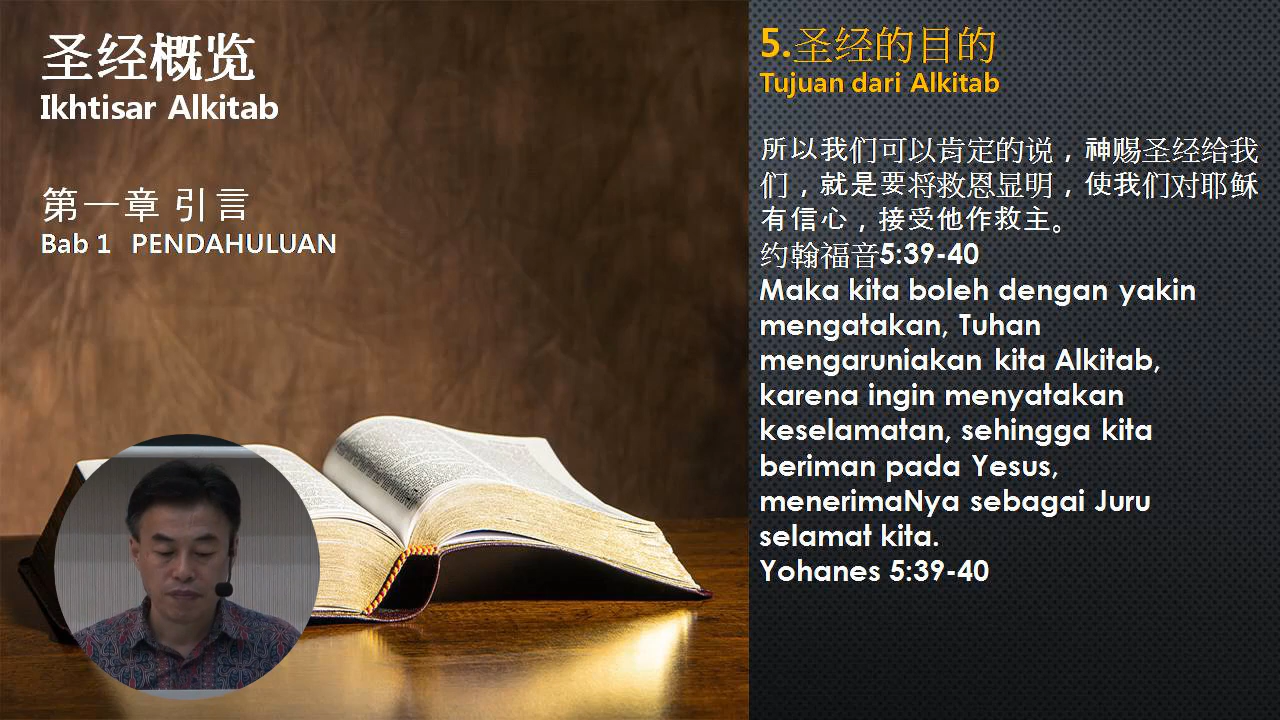 圣经概览
Ikhtisar Alkitab
第一章 引言
Bab 1 PENDAHULUAN
5.圣经的目的
Tujuan dari Alkitab
所以我们可以肯定的说，神赐圣经给我
们，就是要将救恩显明，使我们对耶稣
有信心，接受他作救主。
约翰福音5:39-40
Maka kita boleh dengan yakin
mengatakan, Tuhan
mengaruniakan kita Alkitab,
karena ingin menyatakan
keselamatan, sehingga kita
beriman pada Yesus,
menerimaNya sebagai Juru
selamat kita.
Yohanes 5:39-40